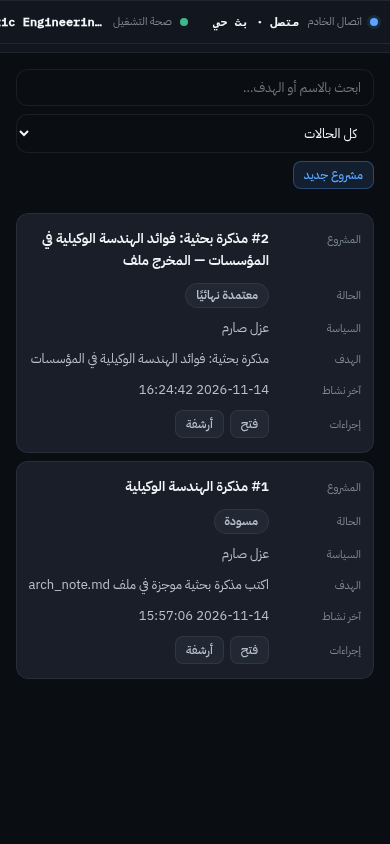 اتصال الخادم متصل · بث حي صحة التشغيل ic Engineerin…
ابحث بالاسم أو الهدف...
كل الحالات
مشروع جديد
المشروع #2 مذكرة بحثية: فوائد الهندسة الوكيلية في
المؤسسات — المخرج ملف
الحالة معتمدة نهائيًا
السياسة عزل صارم
الهدف مذكرة بحثية: فوائد الهندسة الوكيلية في المؤسسات
آخر نشاط 2026-11-14 16:24:42
إجراءات فتح أرشفة
المشروع #1 مذكرة الهندسة الوكيلية
الحالة مسودة
السياسة عزل صارم
الهدف اكتب مذكرة بحثية موجزة في ملف arch_note.md
آخر نشاط 2026-11-14 15:57:06
إجراءات فتح أرشفة